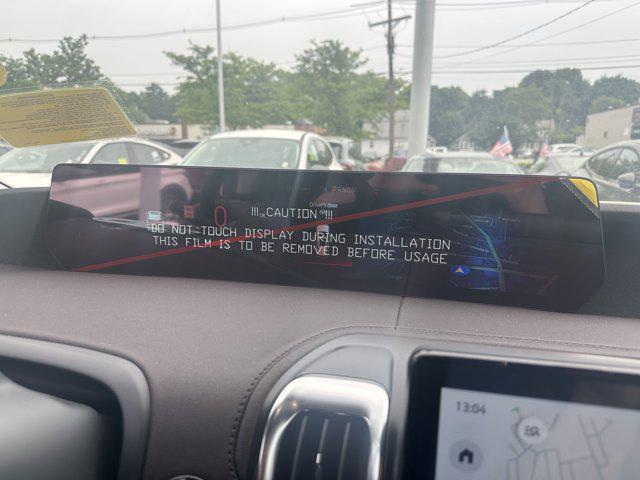 Driver's door
!!! CAUTION !!!
0
DO NOT TOUCH DISPLAY DURING INSTALLATION
THIS FILM IS TO BE REMOVED BEFORE USAGE
13:04